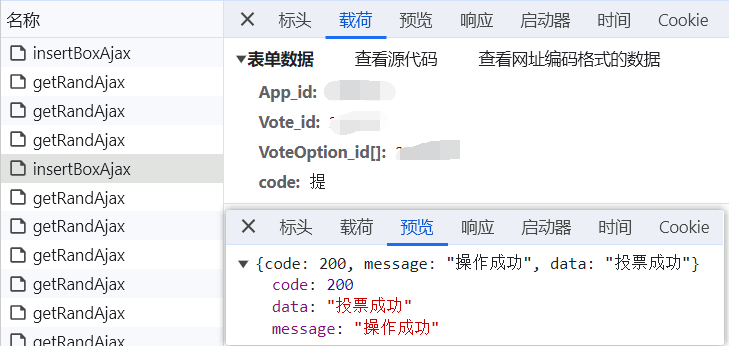 名称
insertBoxAjax
getRandAjax
getRandAjax
getRandAjax
insertBoxAjax
getRandAjax
getRandAjax
getRandAjax
getRandAjax
getRandAjax
getRandAjax
标头 载荷 预览 响应 启动器 时间 Cookie
▼表单数据 查看源代码 查看网址编码格式的数据
App_id:
Vote_id:
VoteOption_id[]:
code: 提
标头 载荷 预览 响应 启动器 时间 Cookie
▼ {code: 200, message: "操作成功", data: "投票成功"}
code: 200
data: "投票成功"
message: "操作成功"